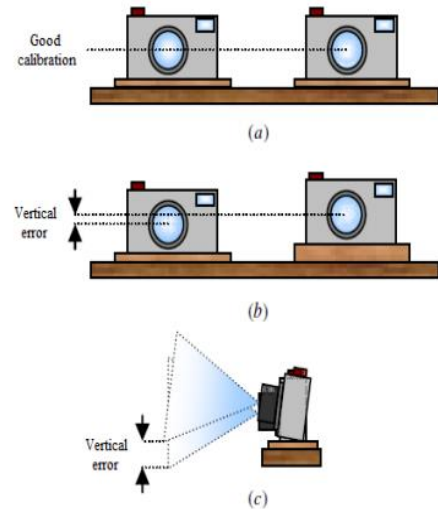 Good
calibration
(a)
Vertical
error
(b)
Vertical
error
(c)